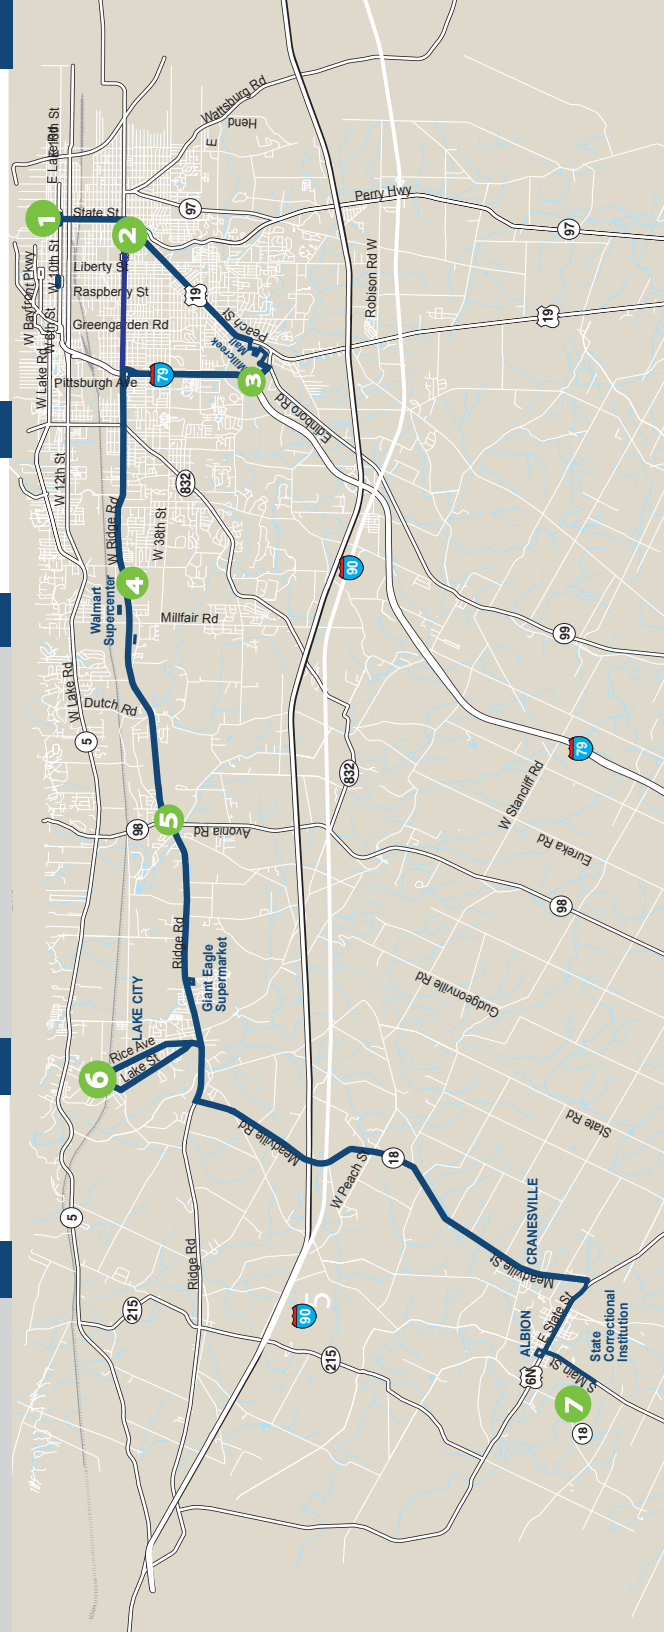 Wattsburg Rd
Hend
E
E Lake Rd
E 18th St
1
State St
97
Perry Hwy
2
97
W 10th St
Liberty St
W Bayfront Pkwy
Raspberry St
19
Robison Rd W
W 6th St
Greengarden Rd
Peach St
19
Millcreek
Mall
W Lake Rd
Pittsburgh Ave
79
3
Edinboro Rd
W 12th St
832
W Ridge Rd
W 38th St
90
4
Walmart
Supercenter
Millfair Rd
99
W Lake Rd
Dutch Rd
5
79
832
W Stancliff Rd
98
5
Avonia Rd
Eureka Rd
98
Ridge Rd
Giant Eagle
Supermarket
Gudgeonville Rd
LAKE CITY
Rice Ave
Lake St
6
Meadville Rd
State Rd
18
W Peach St
5
CRANESVILLE
Meadville St
Ridge Rd
215
90
5
E State St
ALBION
State
Correctional
Institution
215
6N
S Main St
7
18